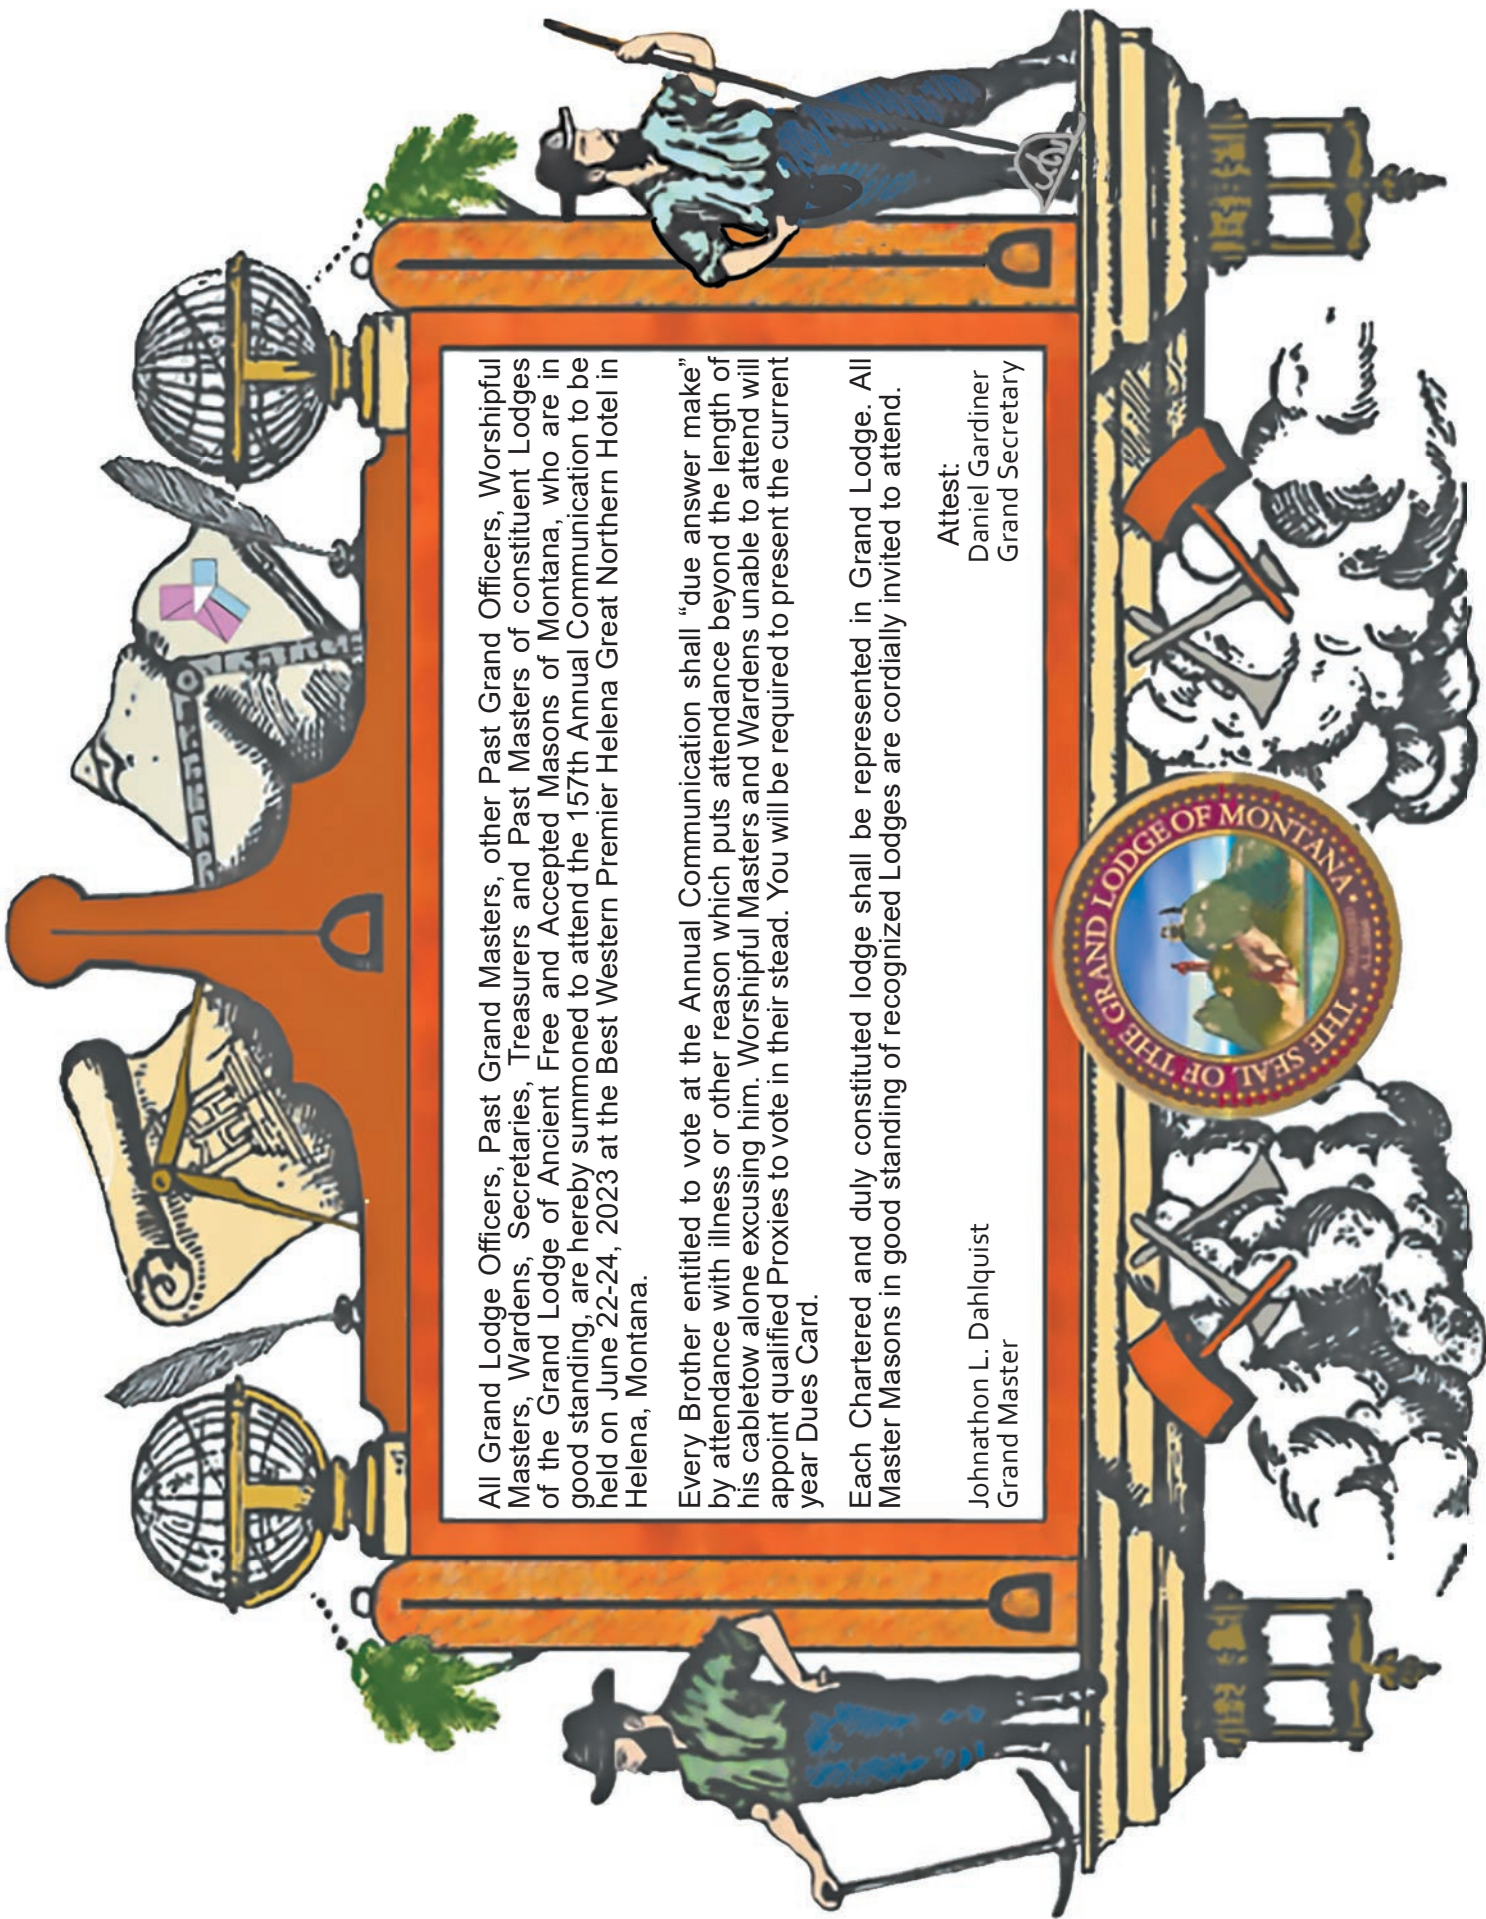 All Grand Lodge Officers, Past Grand Masters, other Past Grand Officers, Worshipful
Masters, Wardens, Secretaries, Treasurers and Past Masters of constituent Lodges
of the Grand Lodge of Ancient Free and Accepted Masons of Montana, who are in
good standing, are hereby summoned to attend the 157th Annual Communication to be
held on June 22-24, 2023 at the Best Western Premier Helena Great Northern Hotel in
Helena, Montana.
Every Brother entitled to vote at the Annual Communication shall “due answer make”
by attendance with illness or other reason which puts attendance beyond the length of
his cabletow alone excusing him. Worshipful Masters and Wardens unable to attend will
appoint qualified Proxies to vote in their stead. You will be required to present the current
year Dues Card.
Each Chartered and duly constituted lodge shall be represented in Grand Lodge. All
Master Masons in good standing of recognized Lodges are cordially invited to attend.
Attest:
Johnathon L. Dahlquist Daniel Gardiner
Grand Master Grand Secretary
THE SEAL OF THE GRAND LODGE OF MONTANA